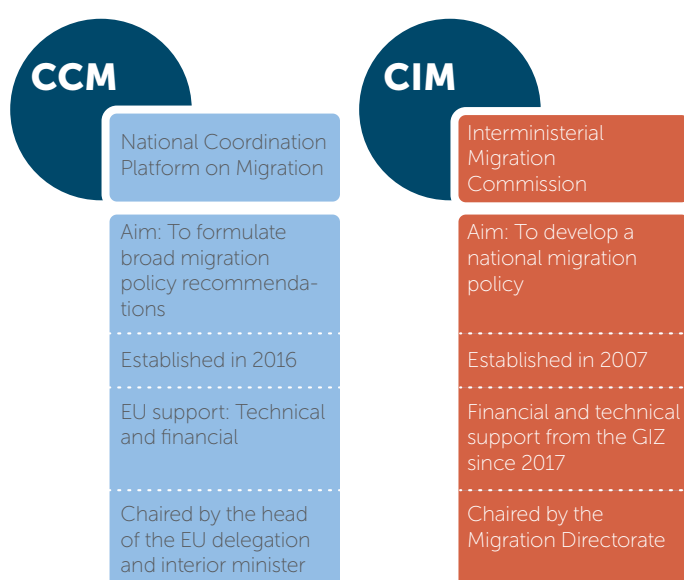 CCM
National Coordination
Platform on Migration
Aim: To formulate
broad migration
policy recommenda-
tions
Established in 2016
EU support: Technical
and financial
Chaired by the head
of the EU delegation
and interior minister
CIM
Interministerial
Migration
Commission
Aim: To develop a
national migration
policy
Established in 2007
Financial and technical
support from the GIZ
since 2017
Chaired by the
Migration Directorate